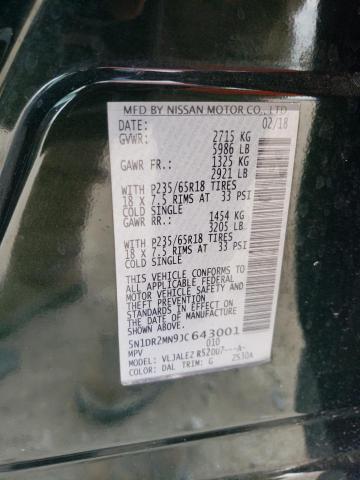 MFD BY NISSAN MOTOR CO., LTD
DATE: 02/18
GVWR: 2715 KG
5986 LB
GAWR FR.: 1325 KG
2921 LB
WITH P235/65R18 TIRES
18 x 7.5 RIMS AT 33 PSI
COLD SINGLE
GAWR RR.: 1454 KG
3205 LB
WITH P235/65R18 TIRES
18 x 7.5 RIMS AT 33 PSI
COLD SINGLE
THIS VEHICLE CONFORMS TO ALL
APPLICABLE U.S. FEDERAL
MOTOR VEHICLE SAFETY AND
THEFT PREVENTION
STANDARDS IN EFFECT ON THE
DATE OF MANUFACTURE SHOWN
ABOVE.
5N1DR2MN9JC643001
MPV 010
MODEL: VLJALEZ R52DU7---A-
COLOR: DAL TRIM: G 2530A